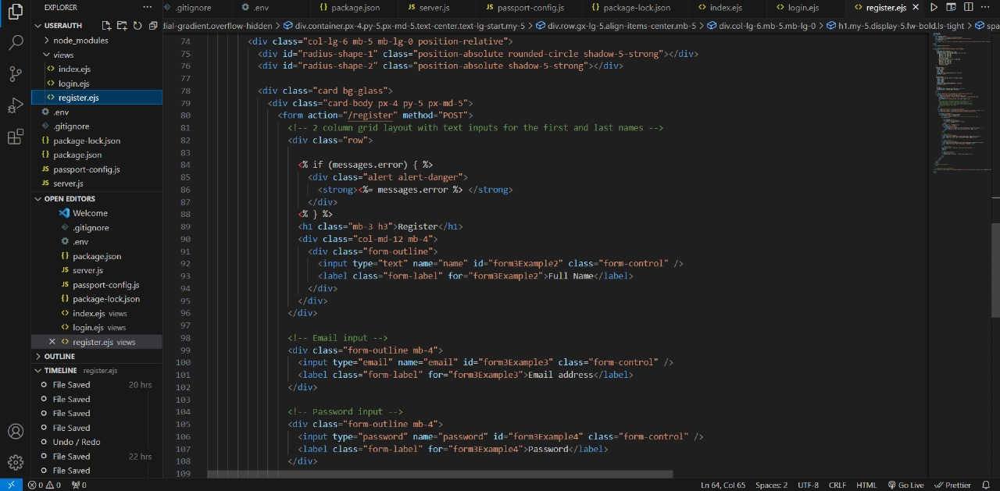 EXPLORER ···
.gitignore .env package.json server.js passport-config.js package-lock.json index.ejs login.ejs register.ejs
USERAUTH
dial-gradient.overflow-hidden > div.container.px-4.py-5.px-md-5.text-center.text-lg-start.my-5 > div.row.gx-lg-5.align-items-center.mb-5 > div.col-lg-6.mb-5.mb-lg-0 > h1.my-5.display-5.fw-bold.ls-tight > spa
node_modules
views
index.ejs
login.ejs
register.ejs
.env
.gitignore
package-lock.json
package.json
passport-config.js
server.js
OPEN EDITORS
Welcome
.gitignore
.env
package.json
server.js
passport-config.js
package-lock.json
index.ejs views
login.ejs views
register.ejs views
OUTLINE
TIMELINE register.ejs
File Saved 20 hrs
File Saved
File Saved
File Saved
Undo / Redo
File Saved 22 hrs
File Saved
74 <div class="col-lg-6 mb-5 mb-lg-0 position-relative">
75 <div id="radius-shape-1" class="position-absolute rounded-circle shadow-5-strong"></div>
76 <div id="radius-shape-2" class="position-absolute shadow-5-strong"></div>
77
78 <div class="card bg-glass">
79 <div class="card-body px-4 py-5 px-md-5">
80 <form action="/register" method="POST">
81 <!-- 2 column grid layout with text inputs for the first and last names -->
82 <div class="row">
83
84 <% if (messages.error) { %>
85 <div class="alert alert-danger">
86 <strong><%= messages.error %> </strong>
87 </div>
88 <% } %>
89 <h1 class="mb-3 h3">Register</h1>
90 <div class="col-md-12 mb-4">
91 <div class="form-outline">
92 <input type="text" name="name" id="form3Example2" class="form-control" />
93 <label class="form-label" for="form3Example2">Full Name</label>
94 </div>
95 </div>
96 </div>
97
98 <!-- Email input -->
99 <div class="form-outline mb-4">
100 <input type="email" name="email" id="form3Example3" class="form-control" />
101 <label class="form-label" for="form3Example3">Email address</label>
102 </div>
103
104 <!-- Password input -->
105 <div class="form-outline mb-4">
106 <input type="password" name="password" id="form3Example4" class="form-control" />
107 <label class="form-label" for="form3Example4">Password</label>
108 </div>
109
0 0 0 Ln 64, Col 65 Spaces: 2 UTF-8 CRLF HTML Go Live Prettier